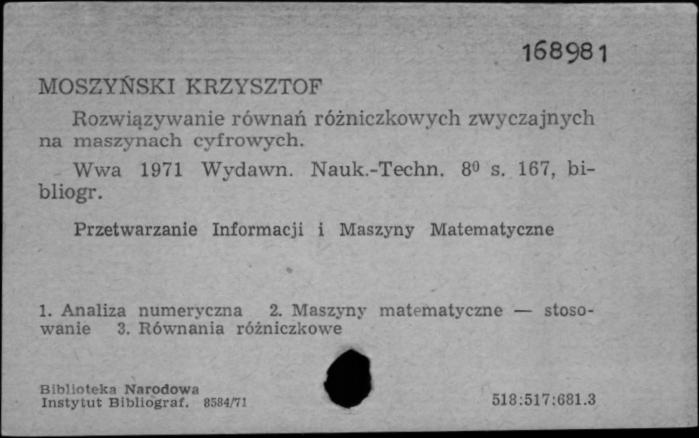 168981
MOSZYŃSKI KRZYSZTOF
Rozwiązywanie równań różniczkowych zwyczajnych
na maszynach cyfrowych.
Wwa 1971 Wydawn. Nauk.-Techn. 8⁰ s. 167, bi-
bliogr.
Przetwarzanie Informacji i Maszyny Matematyczne
1. Analiza numeryczna 2. Maszyny matematyczne — stoso-
wanie 3. Równania różniczkowe
Biblioteka Narodowa
Instytut Bibliograf. 8584/71
518:517:681.3